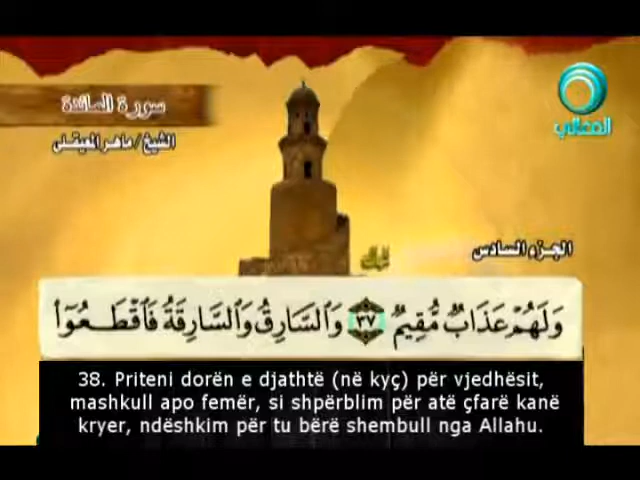 سورة المائدة
الشيخ/ماهر المعيقلي
المعالي
الجزء السادس
وَلَهُمْ عَذَابٌ مُّقِيمٌ ٣٧ وَٱلسَّارِقُ وَٱلسَّارِقَةُ فَٱقْطَعُوٓا۟
38. Priteni dorën e djathtë (në kyç) për vjedhësit,
mashkull apo femër, si shpërblim për atë çfarë kanë
kryer, ndëshkim për tu bërë shembull nga Allahu.